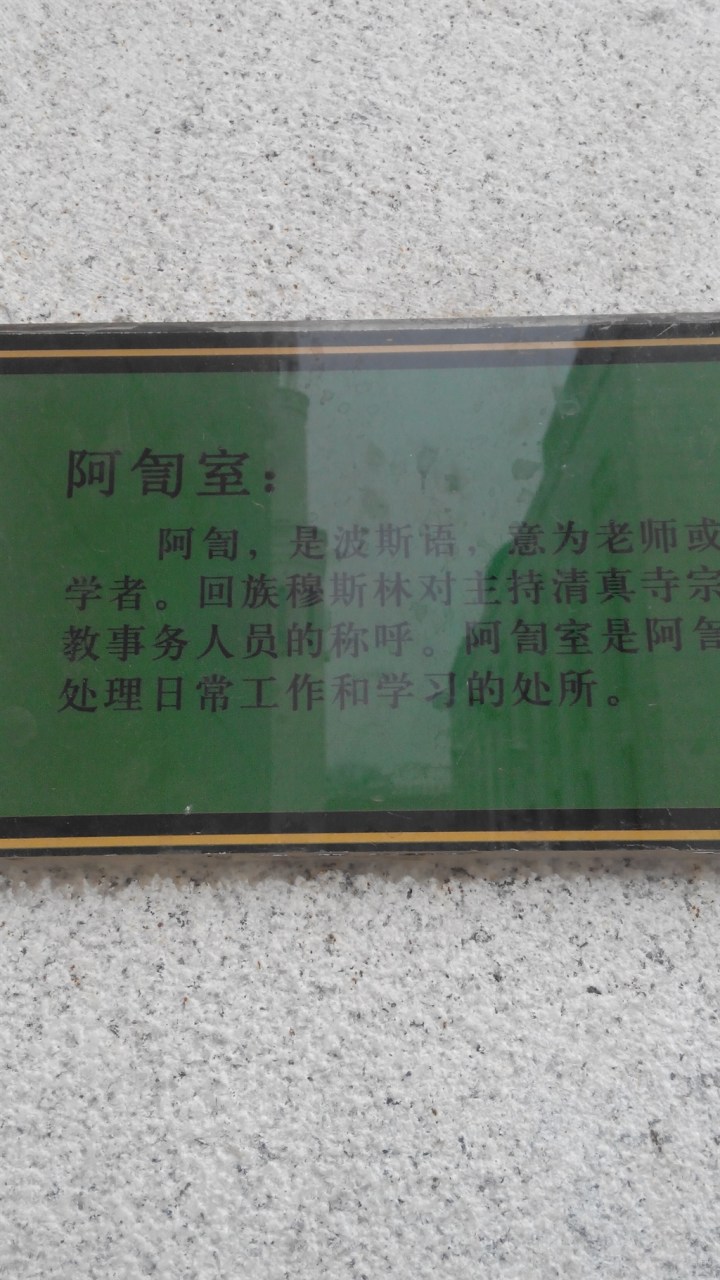 阿訇室：
阿訇，是波斯语，意为老师或
学者。回族穆斯林对主持清真寺宗
教事务人员的称呼。阿訇室是阿訇
处理日常工作和学习的处所。